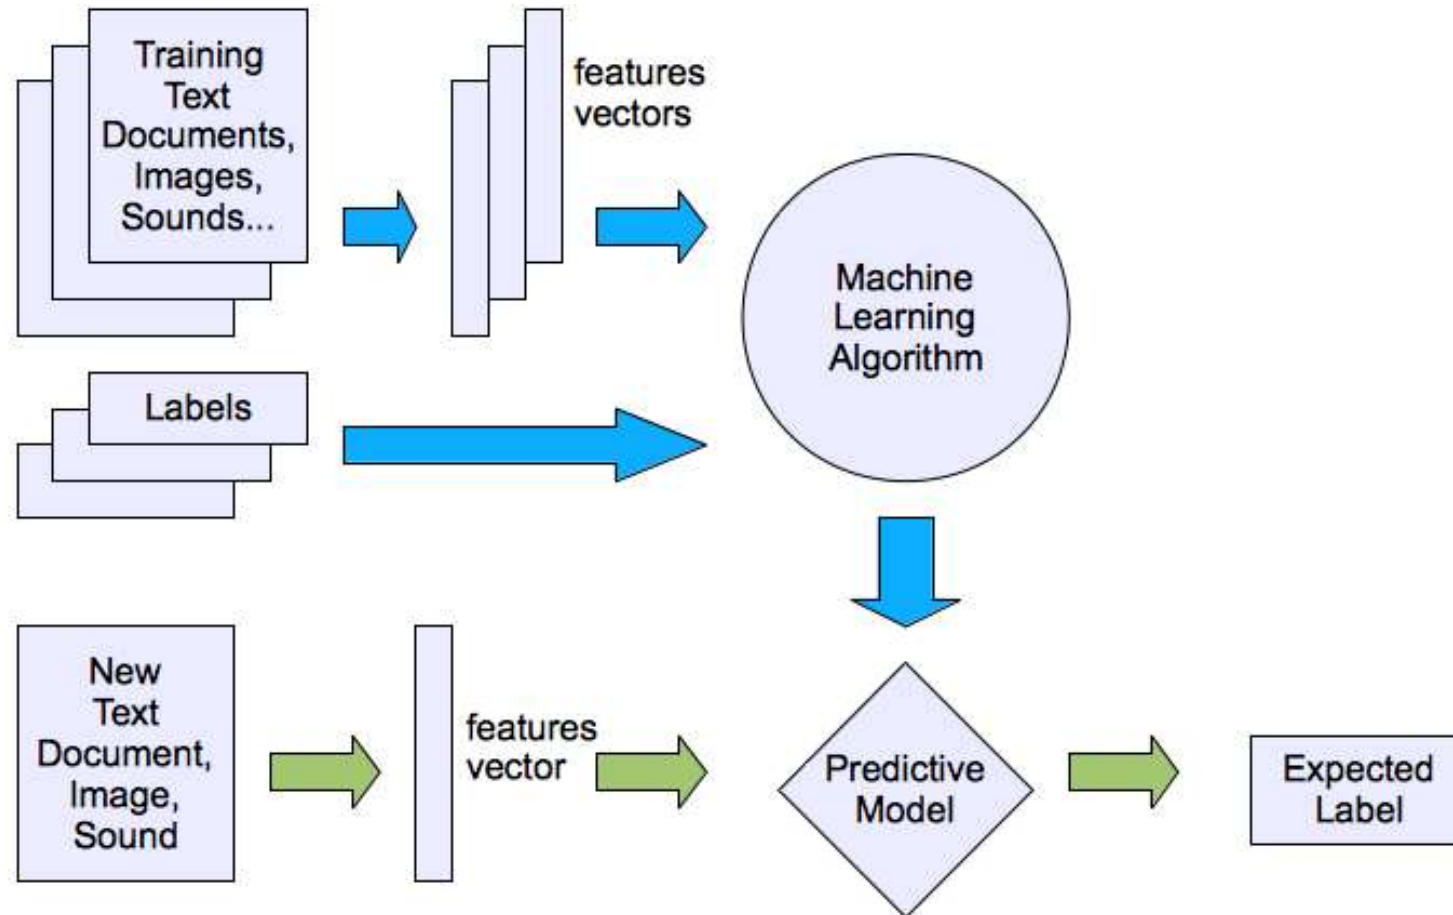 Training
Text
Documents,
Images,
Sounds...
features
vectors
Machine
Learning
Algorithm
Labels
New
Text
Document,
Image,
Sound
features
vector
Predictive
Model
Expected
Label